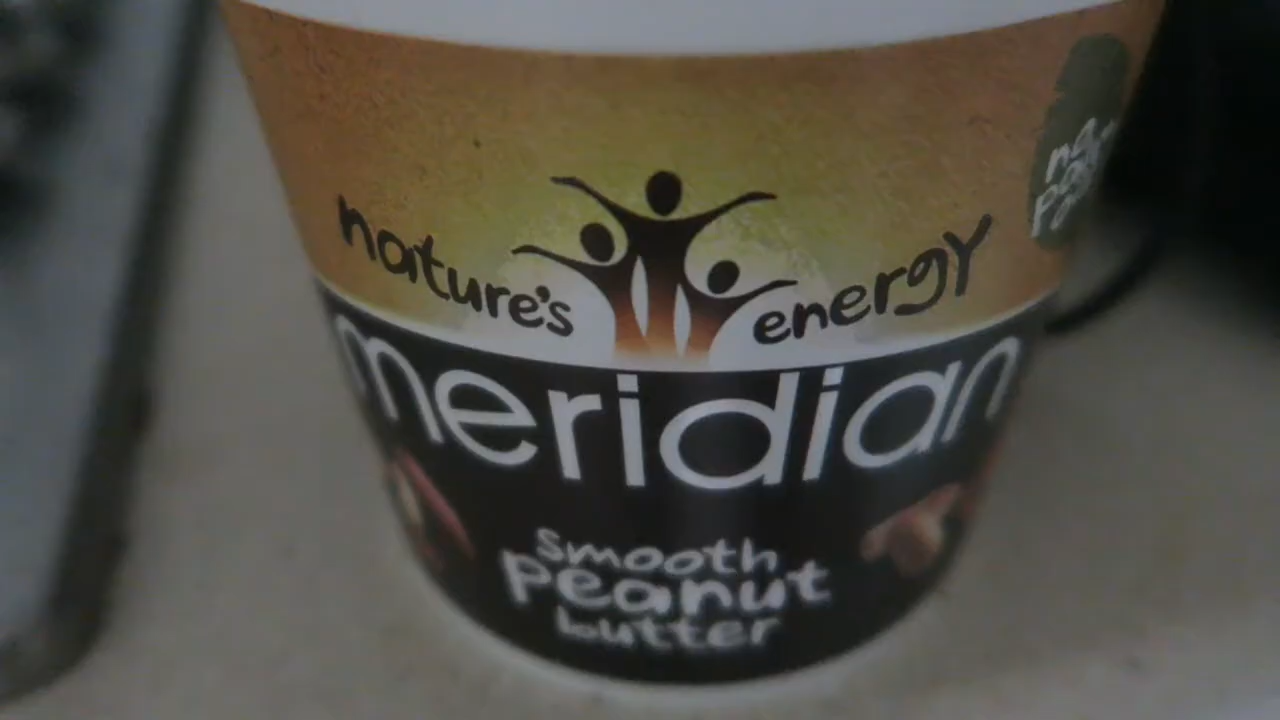 nature's energy
meridian
smooth
peanut
butter